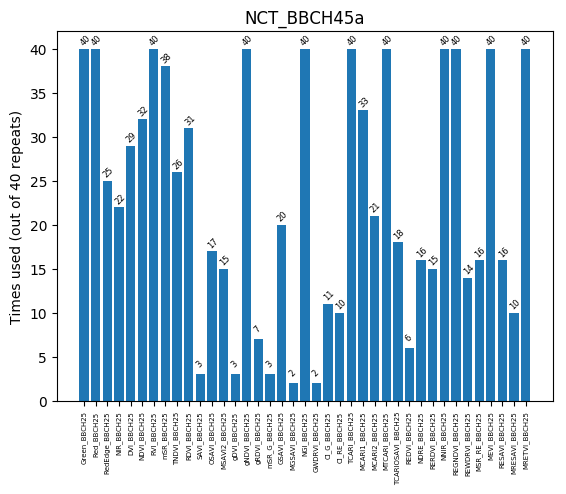 NCT_BBCH45a
Times used (out of 40 repeats)
40
35
30
25
20
15
10
5
0
40
40
25
22
29
32
40
38
26
31
3
17
15
3
40
7
3
20
2
40
2
11
10
40
33
21
40
18
6
16
15
40
40
14
16
40
16
10
40
Green_BBCH25
Red_BBCH25
RedEdge_BBCH25
NIR_BBCH25
DVI_BBCH25
NDVI_BBCH25
RVI_BBCH25
mSR_BBCH25
TNDVI_BBCH25
RDVI_BBCH25
SAVI_BBCH25
OSAVI_BBCH25
MSAVI2_BBCH25
gDVI_BBCH25
gNDVI_BBCH25
gRDVI_BBCH25
mSR_G_BBCH25
GSAVI_BBCH25
MGSAVI_BBCH25
NGI_BBCH25
GWDRVI_BBCH25
CI_G_BBCH25
CI_RE_BBCH25
TCARI_BBCH25
MCARI1_BBCH25
MCARI2_BBCH25
MTCARI_BBCH25
TCARIOSAVI_BBCH25
REDVI_BBCH25
NDRE_BBCH25
RERDVI_BBCH25
NNIR_BBCH25
REGNDVI_BBCH25
REWDRVI_BBCH25
MSR_RE_BBCH25
MEVI_BBCH25
RESAVI_BBCH25
MRESAVI_BBCH25
MRETVI_BBCH25